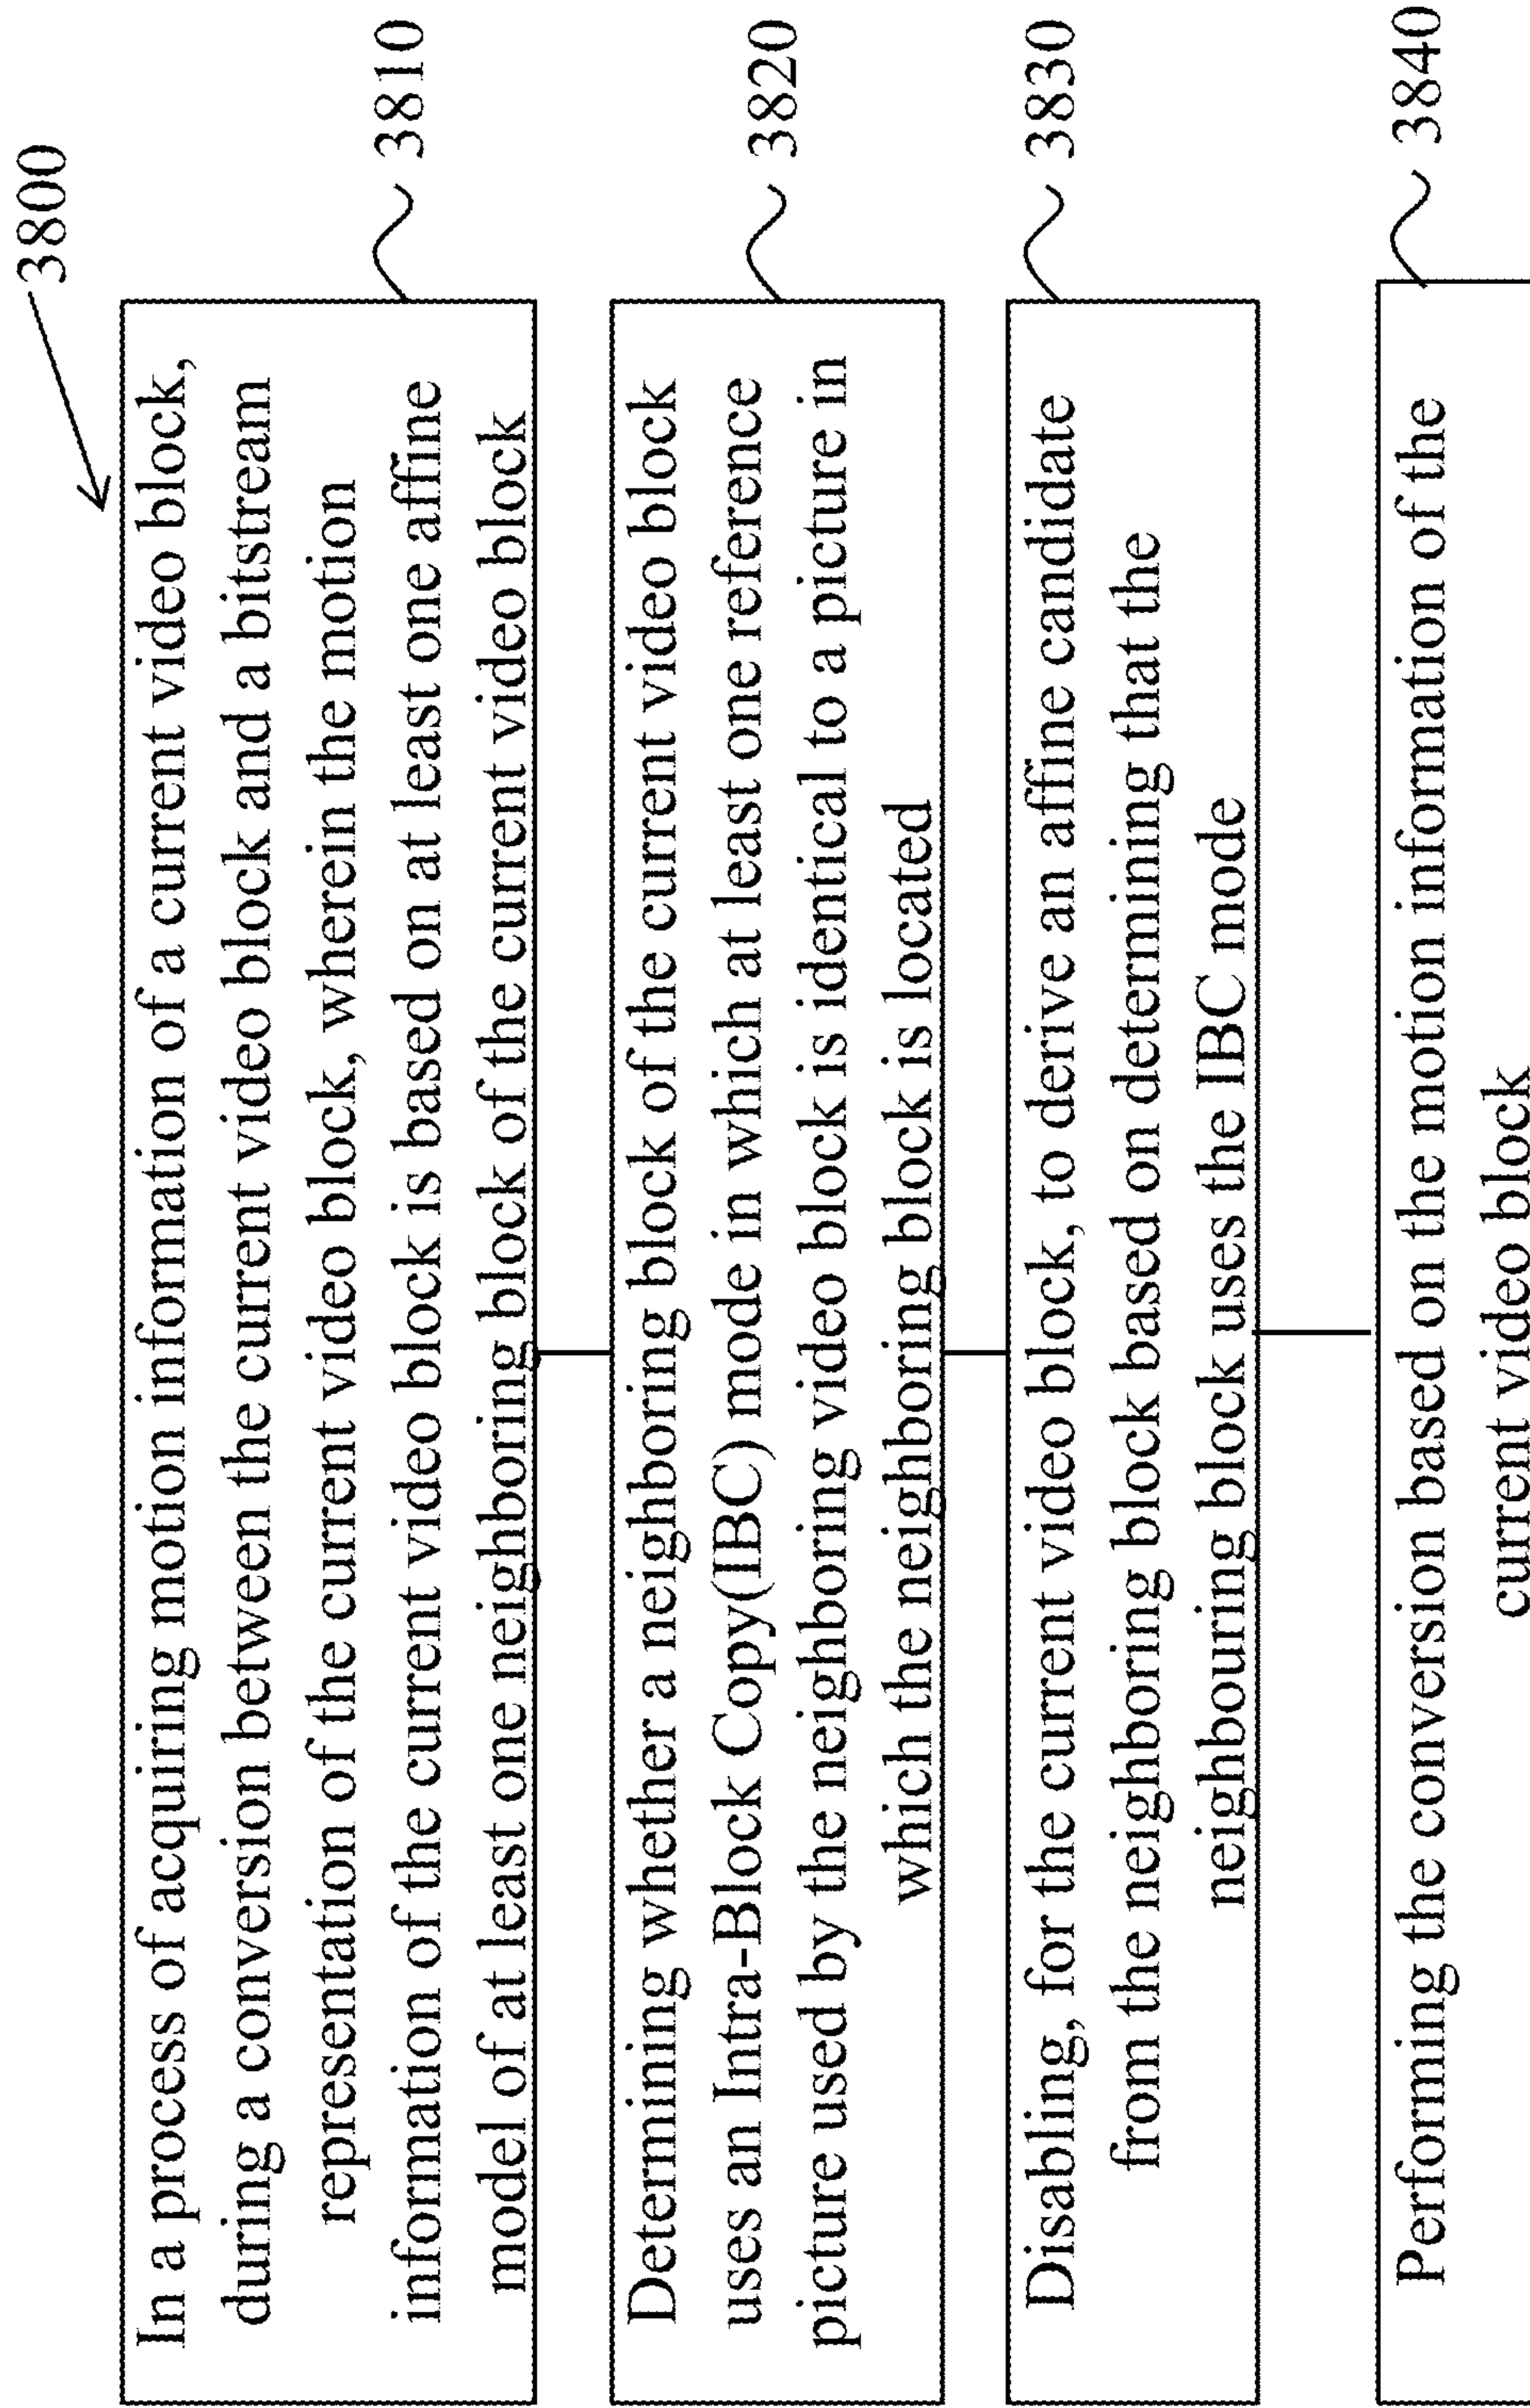 3800
In a process of acquiring motion information of a current video block,
during a conversion between the current video block and a bitstream
representation of the current video block, wherein the motion
information of the current video block is based on at least one affine
model of at least one neighboring block of the current video block
3810
Determining whether a neighboring block of the current video block
uses an Intra-Block Copy(IBC) mode in which at least one reference
picture used by the neighboring video block is identical to a picture in
which the neighboring block is located
3820
Disabling, for the current video block, to derive an affine candidate
from the neighboring block based on determining that the
neighbouring block uses the IBC mode
3830
Performing the conversion based on the motion information of the
current video block
3840